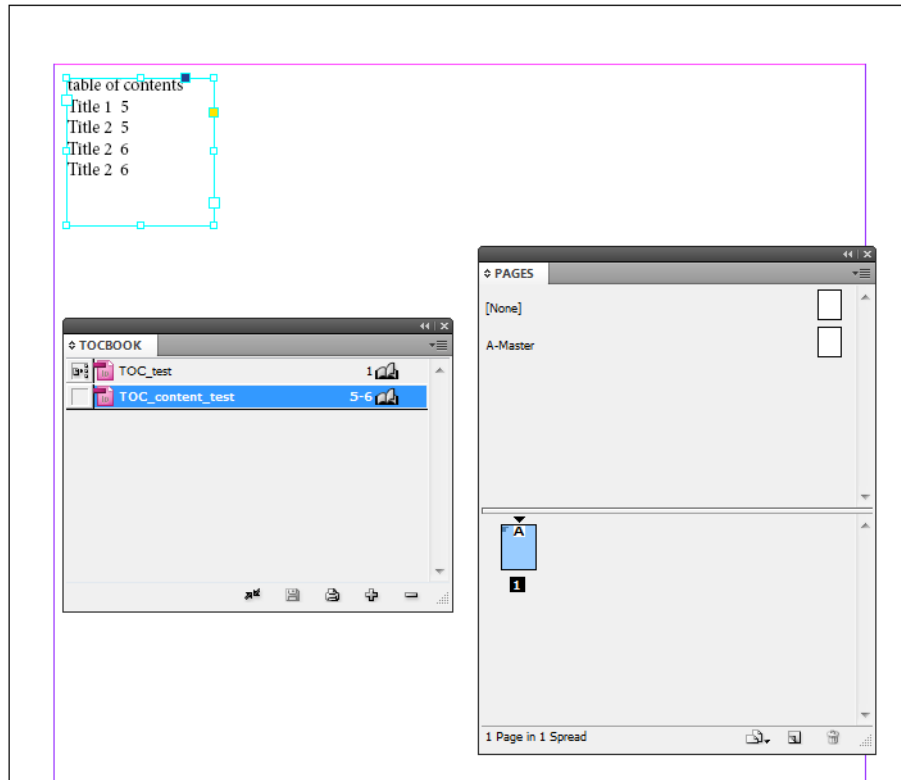 table of contents
Title 1 5
Title 2 5
Title 2 6
Title 2 6
PAGES
[None]
A-Master
TOCBOOK
TOC_test 1
TOC_content_test 5-6
A
1
1 Page in 1 Spread